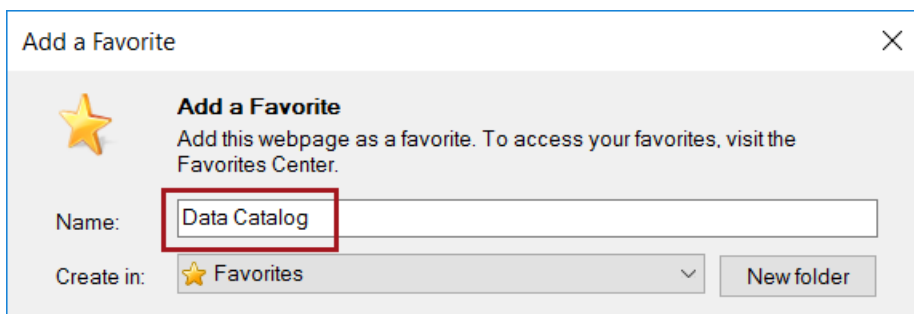 Add a Favorite
Add a Favorite
Add this webpage as a favorite. To access your favorites, visit the
Favorites Center.
Name: Data Catalog
Create in: Favorites New folder